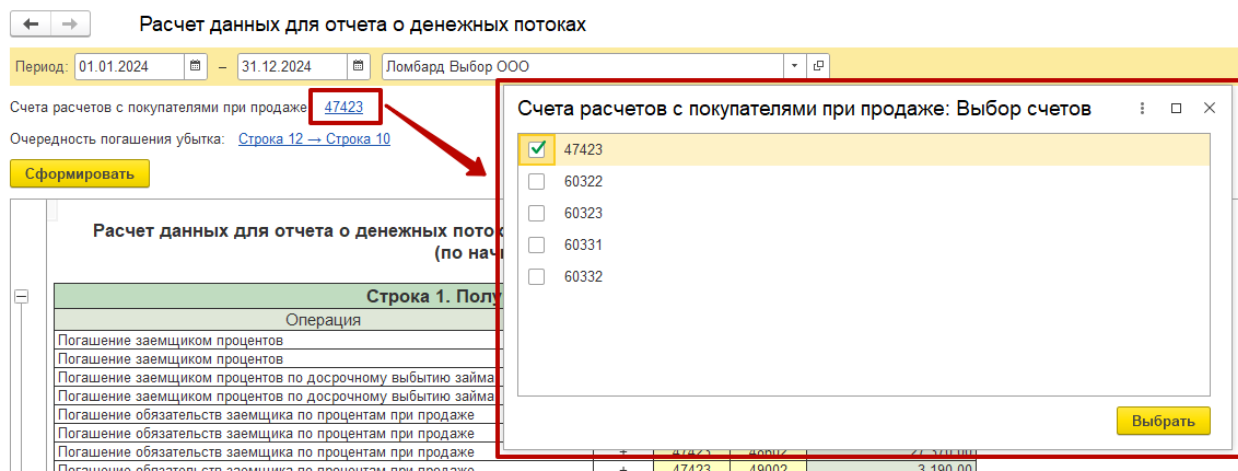 Расчет данных для отчета о денежных потоках
Период: 01.01.2024 – 31.12.2024 Ломбард Выбор ООО
Счета расчетов с покупателями при продаже: 47423
Очередность погашения убытка: Строка 12 → Строка 10
Сформировать
Счета расчетов с покупателями при продаже: Выбор счетов
47423
60322
60323
60331
60332
Выбрать
Расчет данных для отчета о денежных
(по
Строка 1.
Операция
Погашение заемщиком процентов
Погашение заемщиком процентов
Погашение заемщиком процентов по досрочному выбытию займа
Погашение заемщиком процентов по досрочному выбытию займа
Погашение обязательств заемщика по процентам при продаже
Погашение обязательств заемщика по процентам при продаже
Погашение обязательств заемщика по процентам при продаже +
Погашение обязательств заемщика по процентам при продаже + 47423 49002 3 190,00